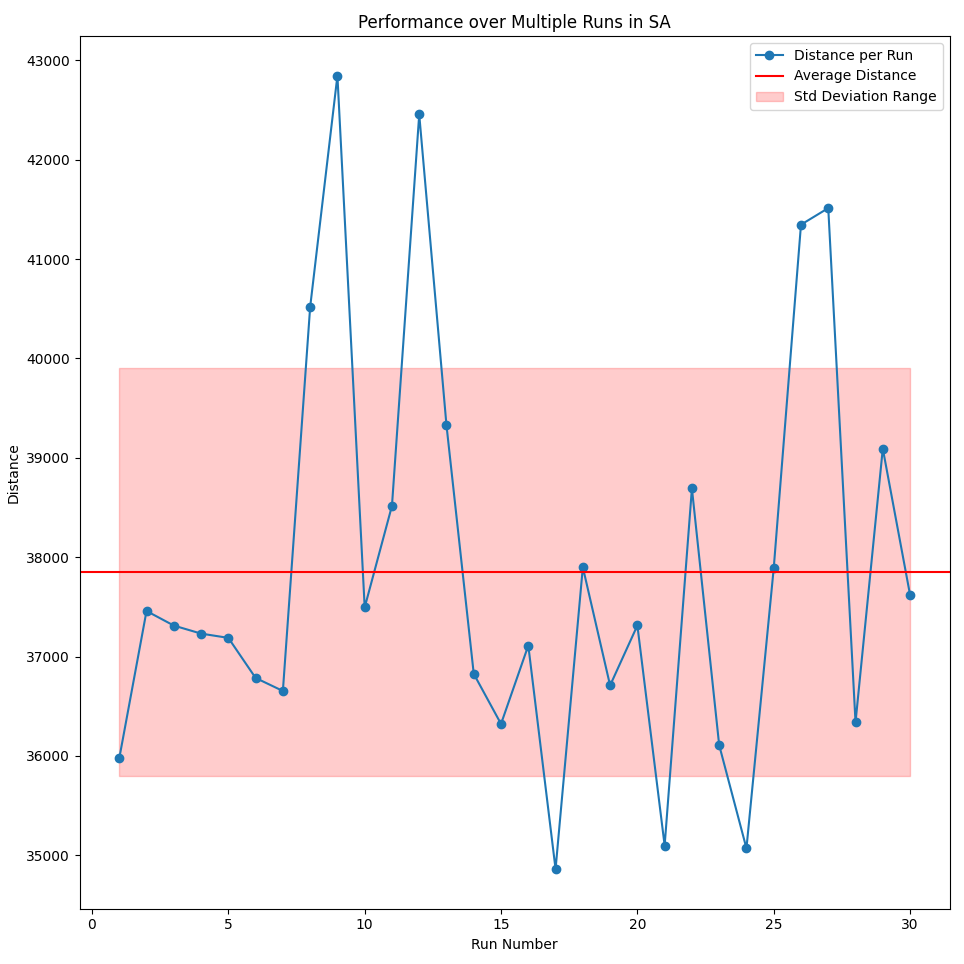 Performance over Multiple Runs in SA
Distance per Run
Average Distance
Std Deviation Range
43000
42000
41000
40000
39000
38000
37000
36000
35000
Distance
0 5 10 15 20 25 30
Run Number